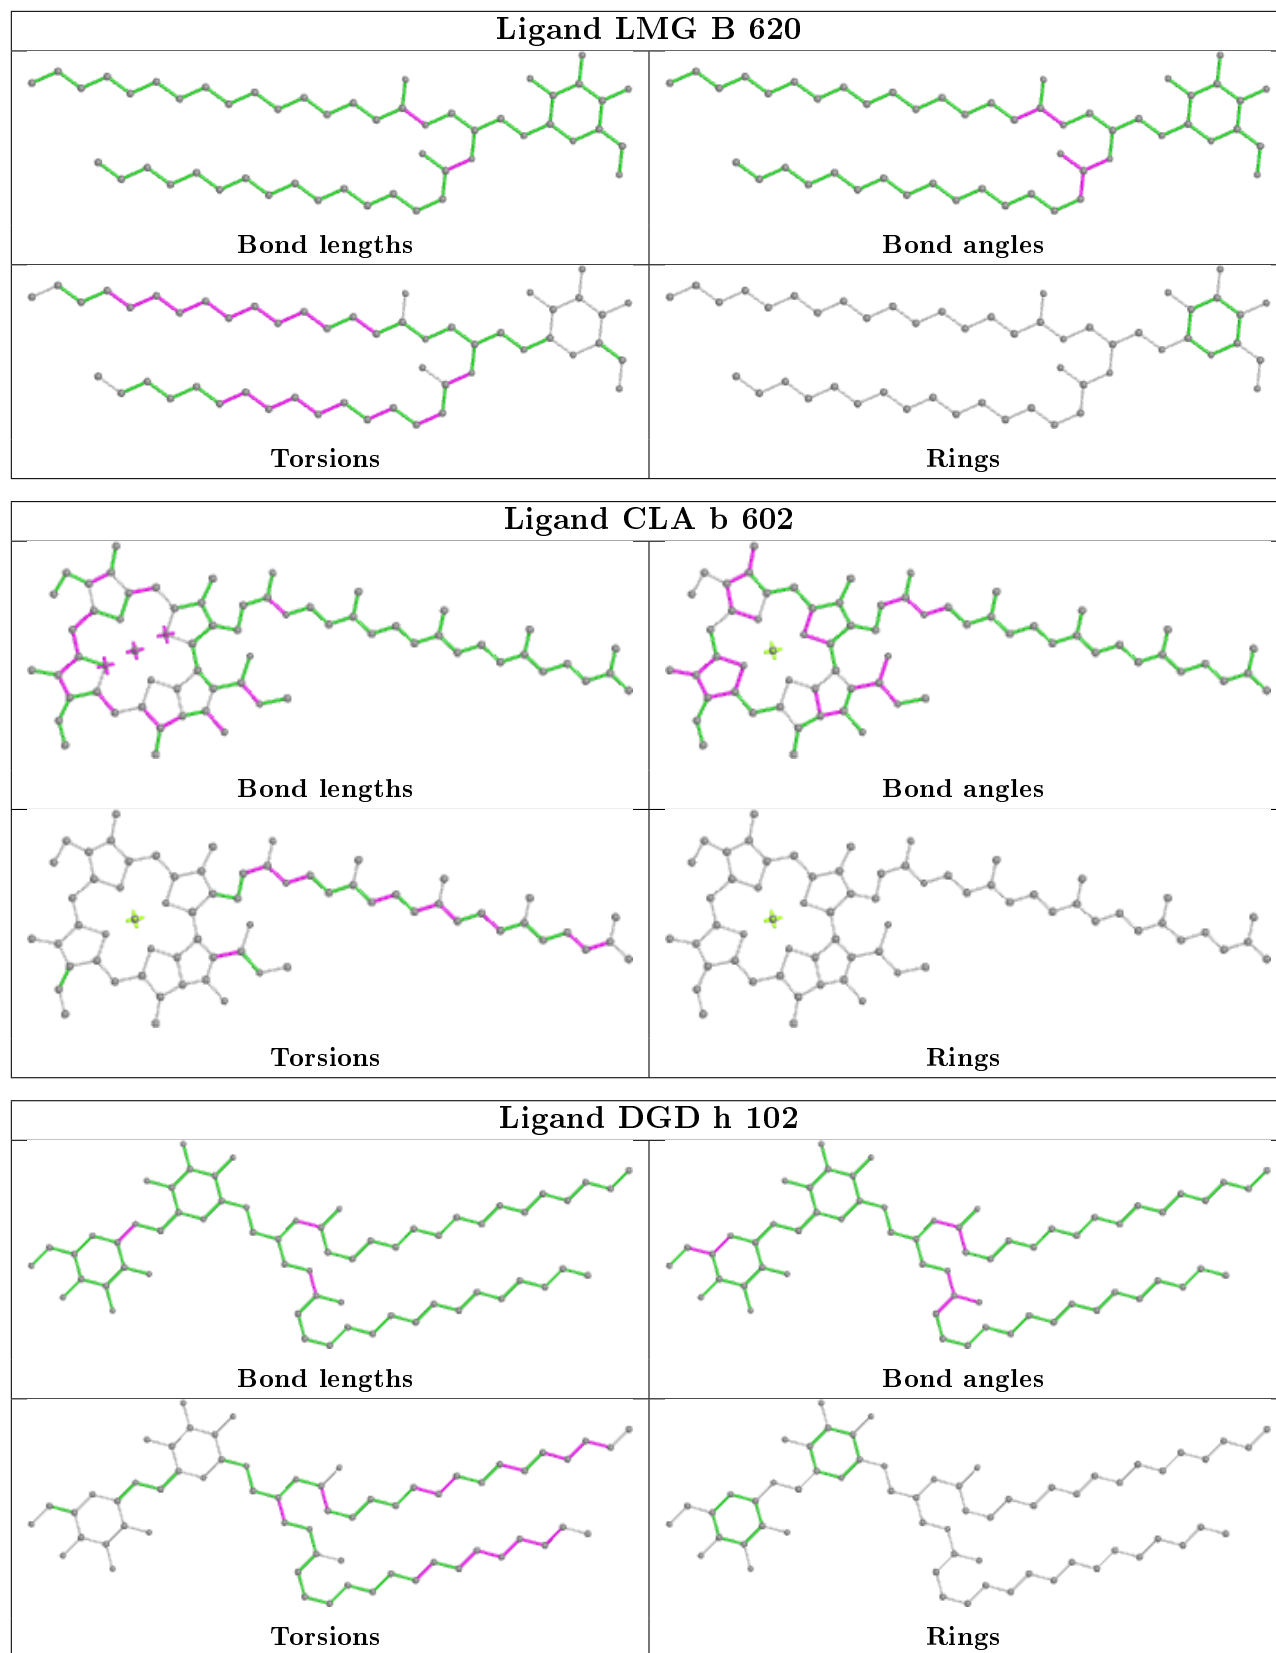 Ligand LMG B 620
Bond lengths
Bond angles
Torsions
Rings
Ligand CLA b 602
Bond lengths
Bond angles
Torsions
Rings
Ligand DGD h 102
Bond lengths
Bond angles
Torsions
Rings